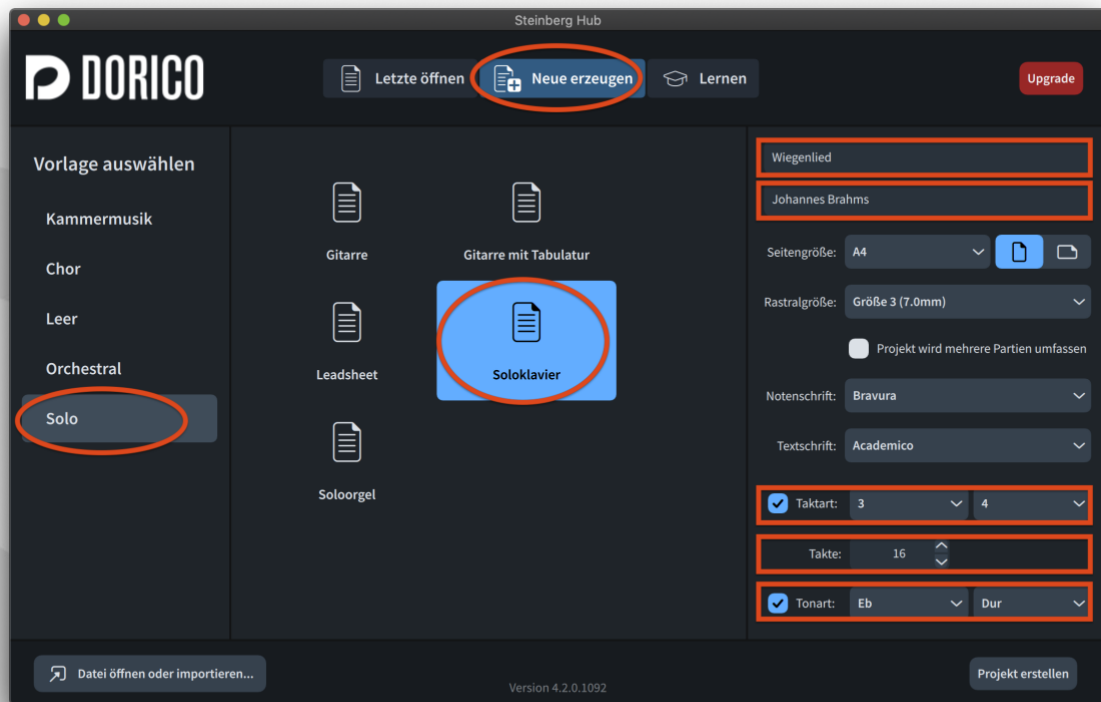 Steinberg Hub
DORICO
Letzte öffnen
Neue erzeugen
Lernen
Upgrade
Vorlage auswählen
Kammermusik
Chor
Leer
Orchestral
Solo
Gitarre
Gitarre mit Tabulatur
Leadsheet
Soloklavier
Soloorgel
Wiegenlied
Johannes Brahms
Seitengröße: A4
Rastralgröße: Größe 3 (7.0mm)
Projekt wird mehrere Partien umfassen
Notenschrift: Bravura
Textschrift: Academico
Taktart: 3 4
Takte: 16
Tonart: Eb Dur
Datei öffnen oder importieren...
Version 4.2.0.1092
Projekt erstellen